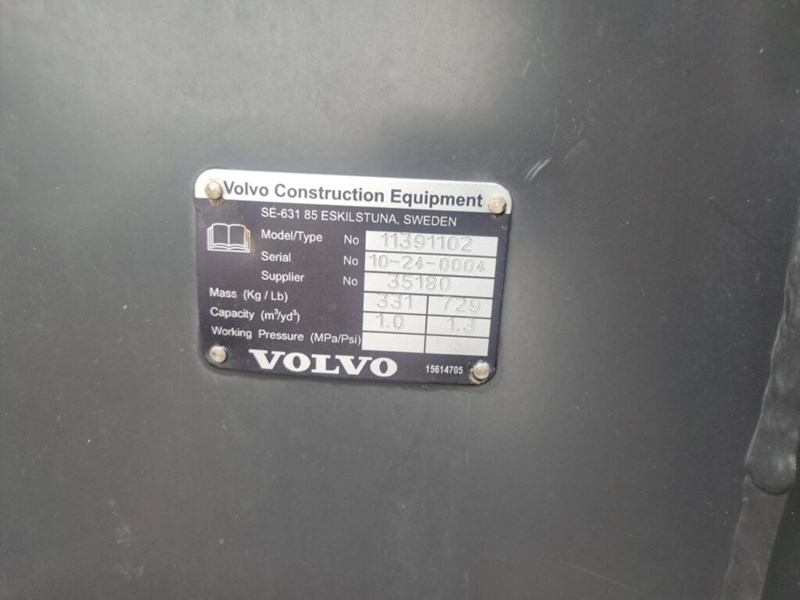 Volvo Construction Equipment
SE-631 85 ESKILSTUNA, SWEDEN
Model/Type No 11391102
Serial No 10-24-0004
Supplier No 35180
Mass (Kg / Lb) 331 729
Capacity (m³/yd³) 1.0 1.3
Working Pressure (MPa/Psi)
VOLVO 15614705